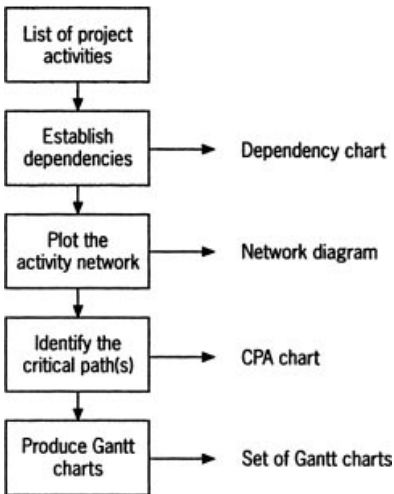 List of project
activities
Establish
dependencies
Dependency chart
Plot the
activity network
Network diagram
Identify the
critical path(s)
CPA chart
Produce Gantt
charts
Set of Gantt charts